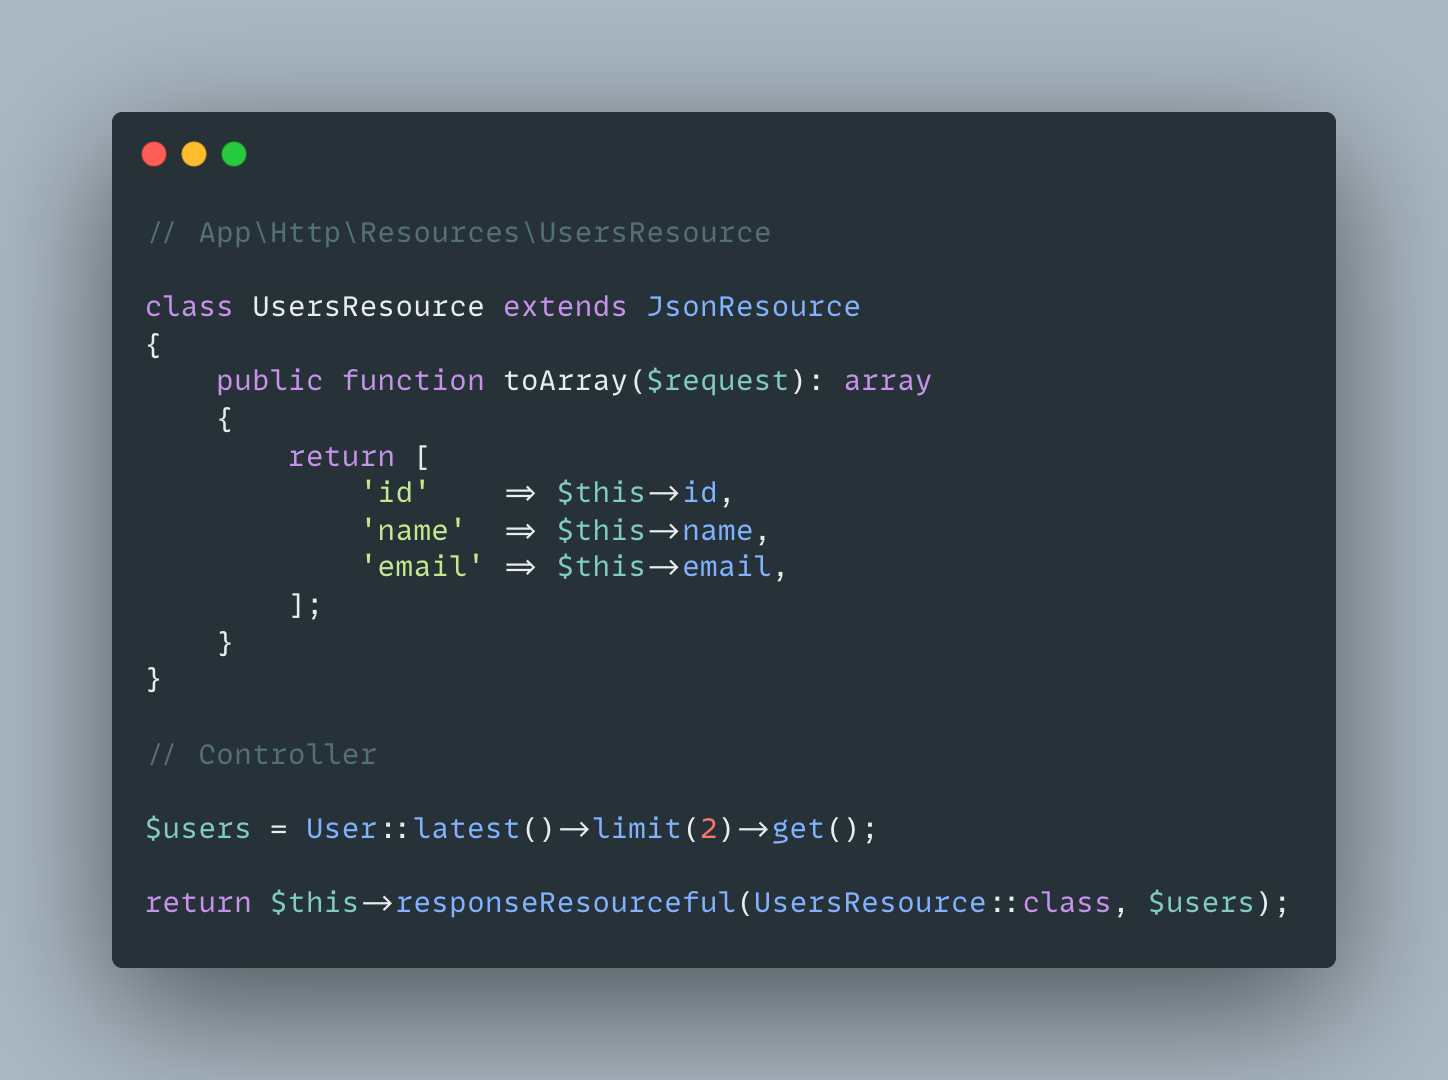 // App\Http\Resources\UsersResource
class UsersResource extends JsonResource
{
    public function toArray($request): array
    {
        return [
            'id'    => $this->id,
            'name'  => $this->name,
            'email' => $this->email,
        ];
    }
}
// Controller
$users = User::latest()->limit(2)->get();
return $this->responseResourceful(UsersResource::class, $users);